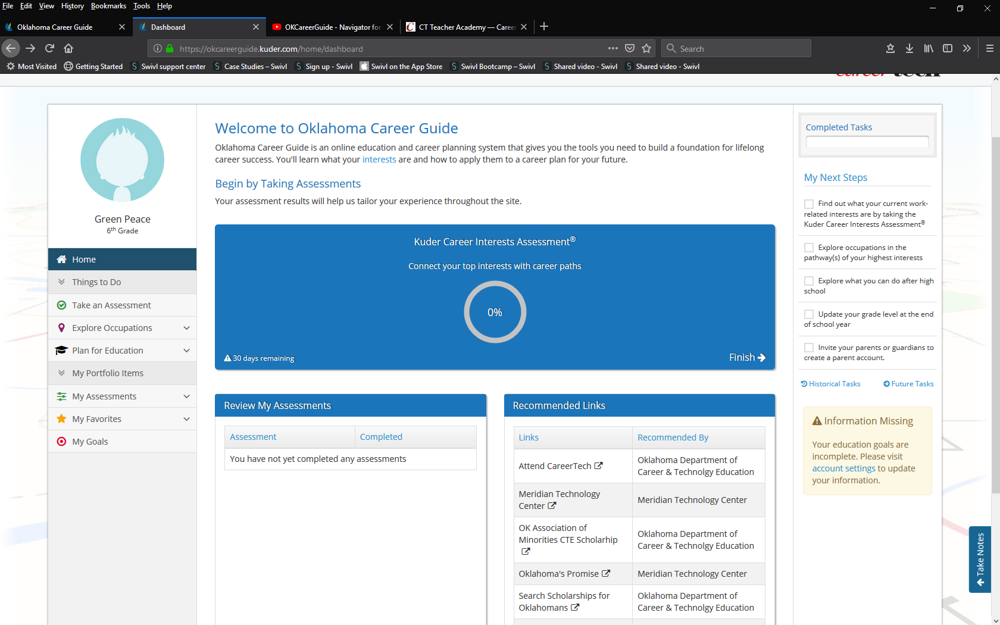 File Edit View History Bookmarks Tools Help
Oklahoma Career Guide
Dashboard
OKCareerGuide - Navigator for
CT Teacher Academy — Career
https://okcareerguide.kuder.com/home/dashboard
Search
Most Visited
Getting Started
Swivl support center
Case Studies – Swivl
Sign up - Swivl
Swivl on the App Store
Swivl Bootcamp – Swivl
Shared video - Swivl
Shared video - Swivl
career tech
Green Peace
6th Grade
Home
Things to Do
Take an Assessment
Explore Occupations
Plan for Education
My Portfolio Items
My Assessments
My Favorites
My Goals
Welcome to Oklahoma Career Guide
Oklahoma Career Guide is an online education and career planning system that gives you the tools you need to build a foundation for lifelong
career success. You'll learn what your interests are and how to apply them to a career plan for your future.
Begin by Taking Assessments
Your assessment results will help us tailor your experience throughout the site.
Kuder Career Interests Assessment®
Connect your top interests with career paths
0%
30 days remaining
Finish
Review My Assessments
Assessment Completed
You have not yet completed any assessments
Recommended Links
Links Recommended By
Attend CareerTech
Oklahoma Department of
Career & Technolgy Education
Meridian Technology
Center
Meridian Technology Center
OK Association of
Minorities CTE Scholarhip
Oklahoma Department of
Career & Technolgy Education
Oklahoma's Promise
Meridian Technology Center
Search Scholarships for
Oklahomans
Oklahoma Department of
Career & Technolgy Education
Completed Tasks
My Next Steps
Find out what your current work-
related interests are by taking the
Kuder Career Interests Assessment®
Explore occupations in the
pathway(s) of your highest interests
Explore what you can do after high
school
Update your grade level at the end
of school year
Invite your parents or guardians to
create a parent account.
Historical Tasks
Future Tasks
Information Missing
Your education goals are
incomplete. Please visit
account settings to update
your information.
Take Notes